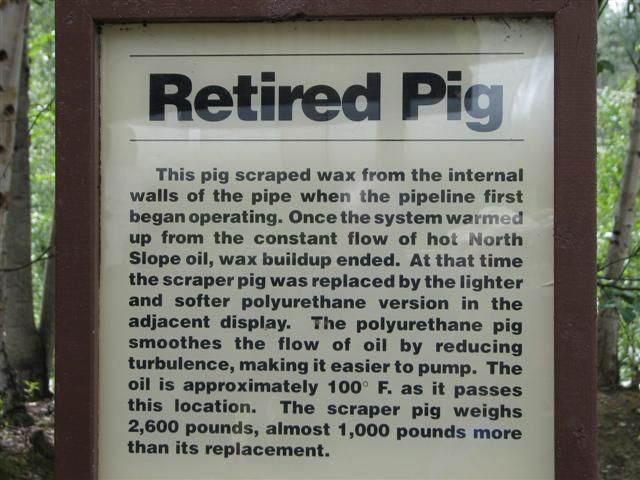 Retired Pig
This pig scraped wax from the internal
walls of the pipe when the pipeline first
began operating. Once the system warmed
up from the constant flow of hot North
Slope oil, wax buildup ended. At that time
the scraper pig was replaced by the lighter
and softer polyurethane version in the
adjacent display. The polyurethane pig
smoothes the flow of oil by reducing
turbulence, making it easier to pump. The
oil is approximately 100° F. as it passes
this location. The scraper pig weighs
2,600 pounds, almost 1,000 pounds more
than its replacement.